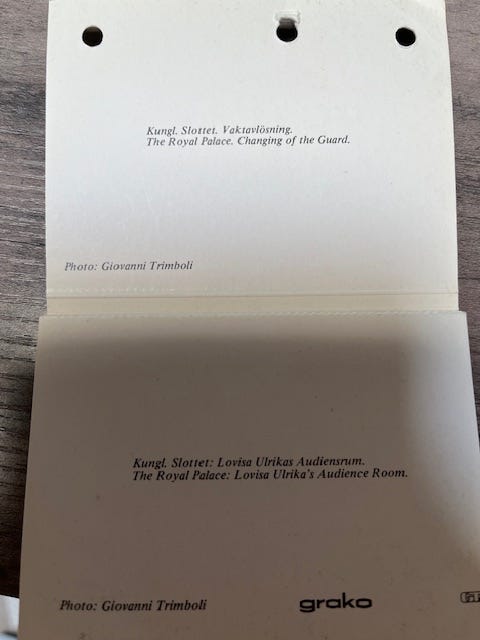 Kungl. Slottet. Vaktavlösning.
The Royal Palace. Changing of the Guard.
Photo: Giovanni Trimboli
Kungl. Slottet: Lovisa Ulrikas Audiensrum.
The Royal Palace: Lovisa Ulrika's Audience Room.
Photo: Giovanni Trimboli
grako